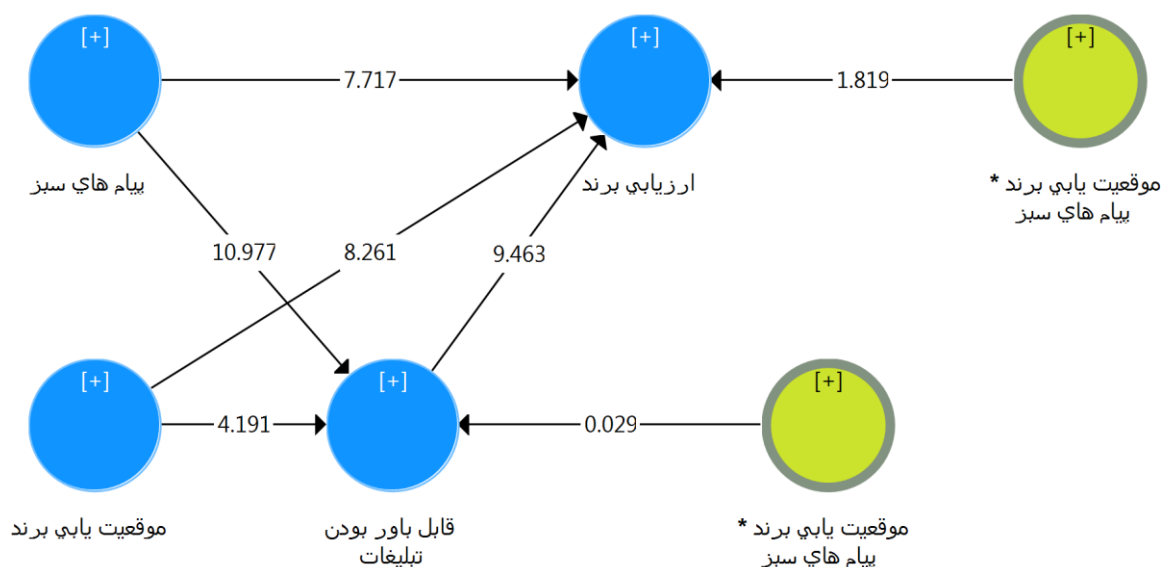 [+]
[+]
[+]
7.717
1.819
پيام هاي سبز
ارزيابي برند
موقعيت يابي برند *
پيام هاي سبز
10.977
8.261
9.463
[+]
[+]
[+]
4.191
0.029
موقعيت يابي برند
قابل باور بودن
تبليغات
موقعيت يابي برند *
پيام هاي سبز